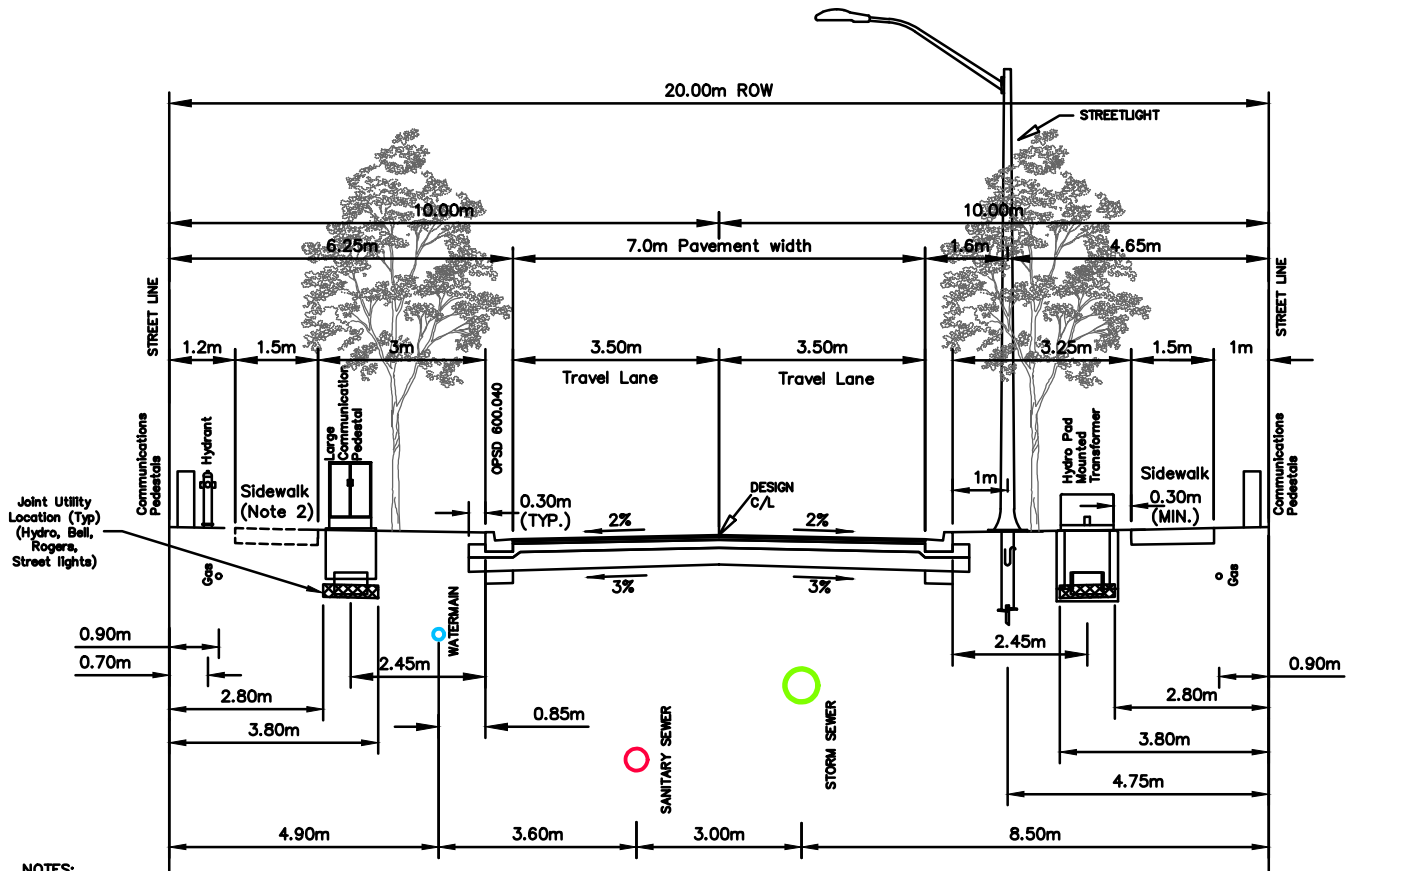 20.00m ROW
STREETLIGHT
10.00m
10.00m
6.25m
7.0m Pavement width
1.6m
4.65m
STREET LINE
STREET LINE
1.2m
1.5m
3m
3.50m
3.50m
3.25m
1.5m
1m
Travel Lane
Travel Lane
Communications
Pedestals
Hydrant
Large
Communication
Pedestal
OPSD 600.040
Hydro Pad
Mounted
Transformer
Communications
Pedestals
Joint Utility
Location (Typ)
(Hydro, Bell,
Rogers,
Street lights)
Sidewalk
(Note 2)
0.30m
(TYP.)
DESIGN
C/L
2%
2%
1m
Sidewalk
0.30m
(MIN.)
3%
3%
Gas
Gas
WATERMAIN
0.90m
0.70m
2.45m
2.45m
0.90m
2.80m
2.80m
0.85m
3.80m
3.80m
SANITARY SEWER
STORM SEWER
4.75m
4.90m
3.60m
3.00m
8.50m
NOTES: